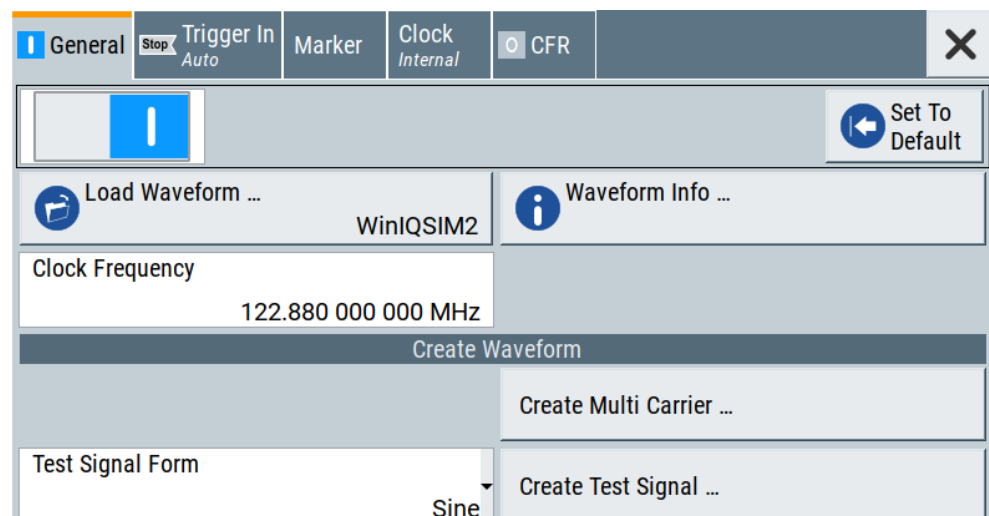 General
Stop
Trigger In
Auto
Marker
Clock
Internal
CFR
Set To
Default
Load Waveform ...
WinIQSIM2
Waveform Info ...
Clock Frequency
122.880 000 000 MHz
Create Waveform
Create Multi Carrier ...
Test Signal Form
Sine
Create Test Signal ...